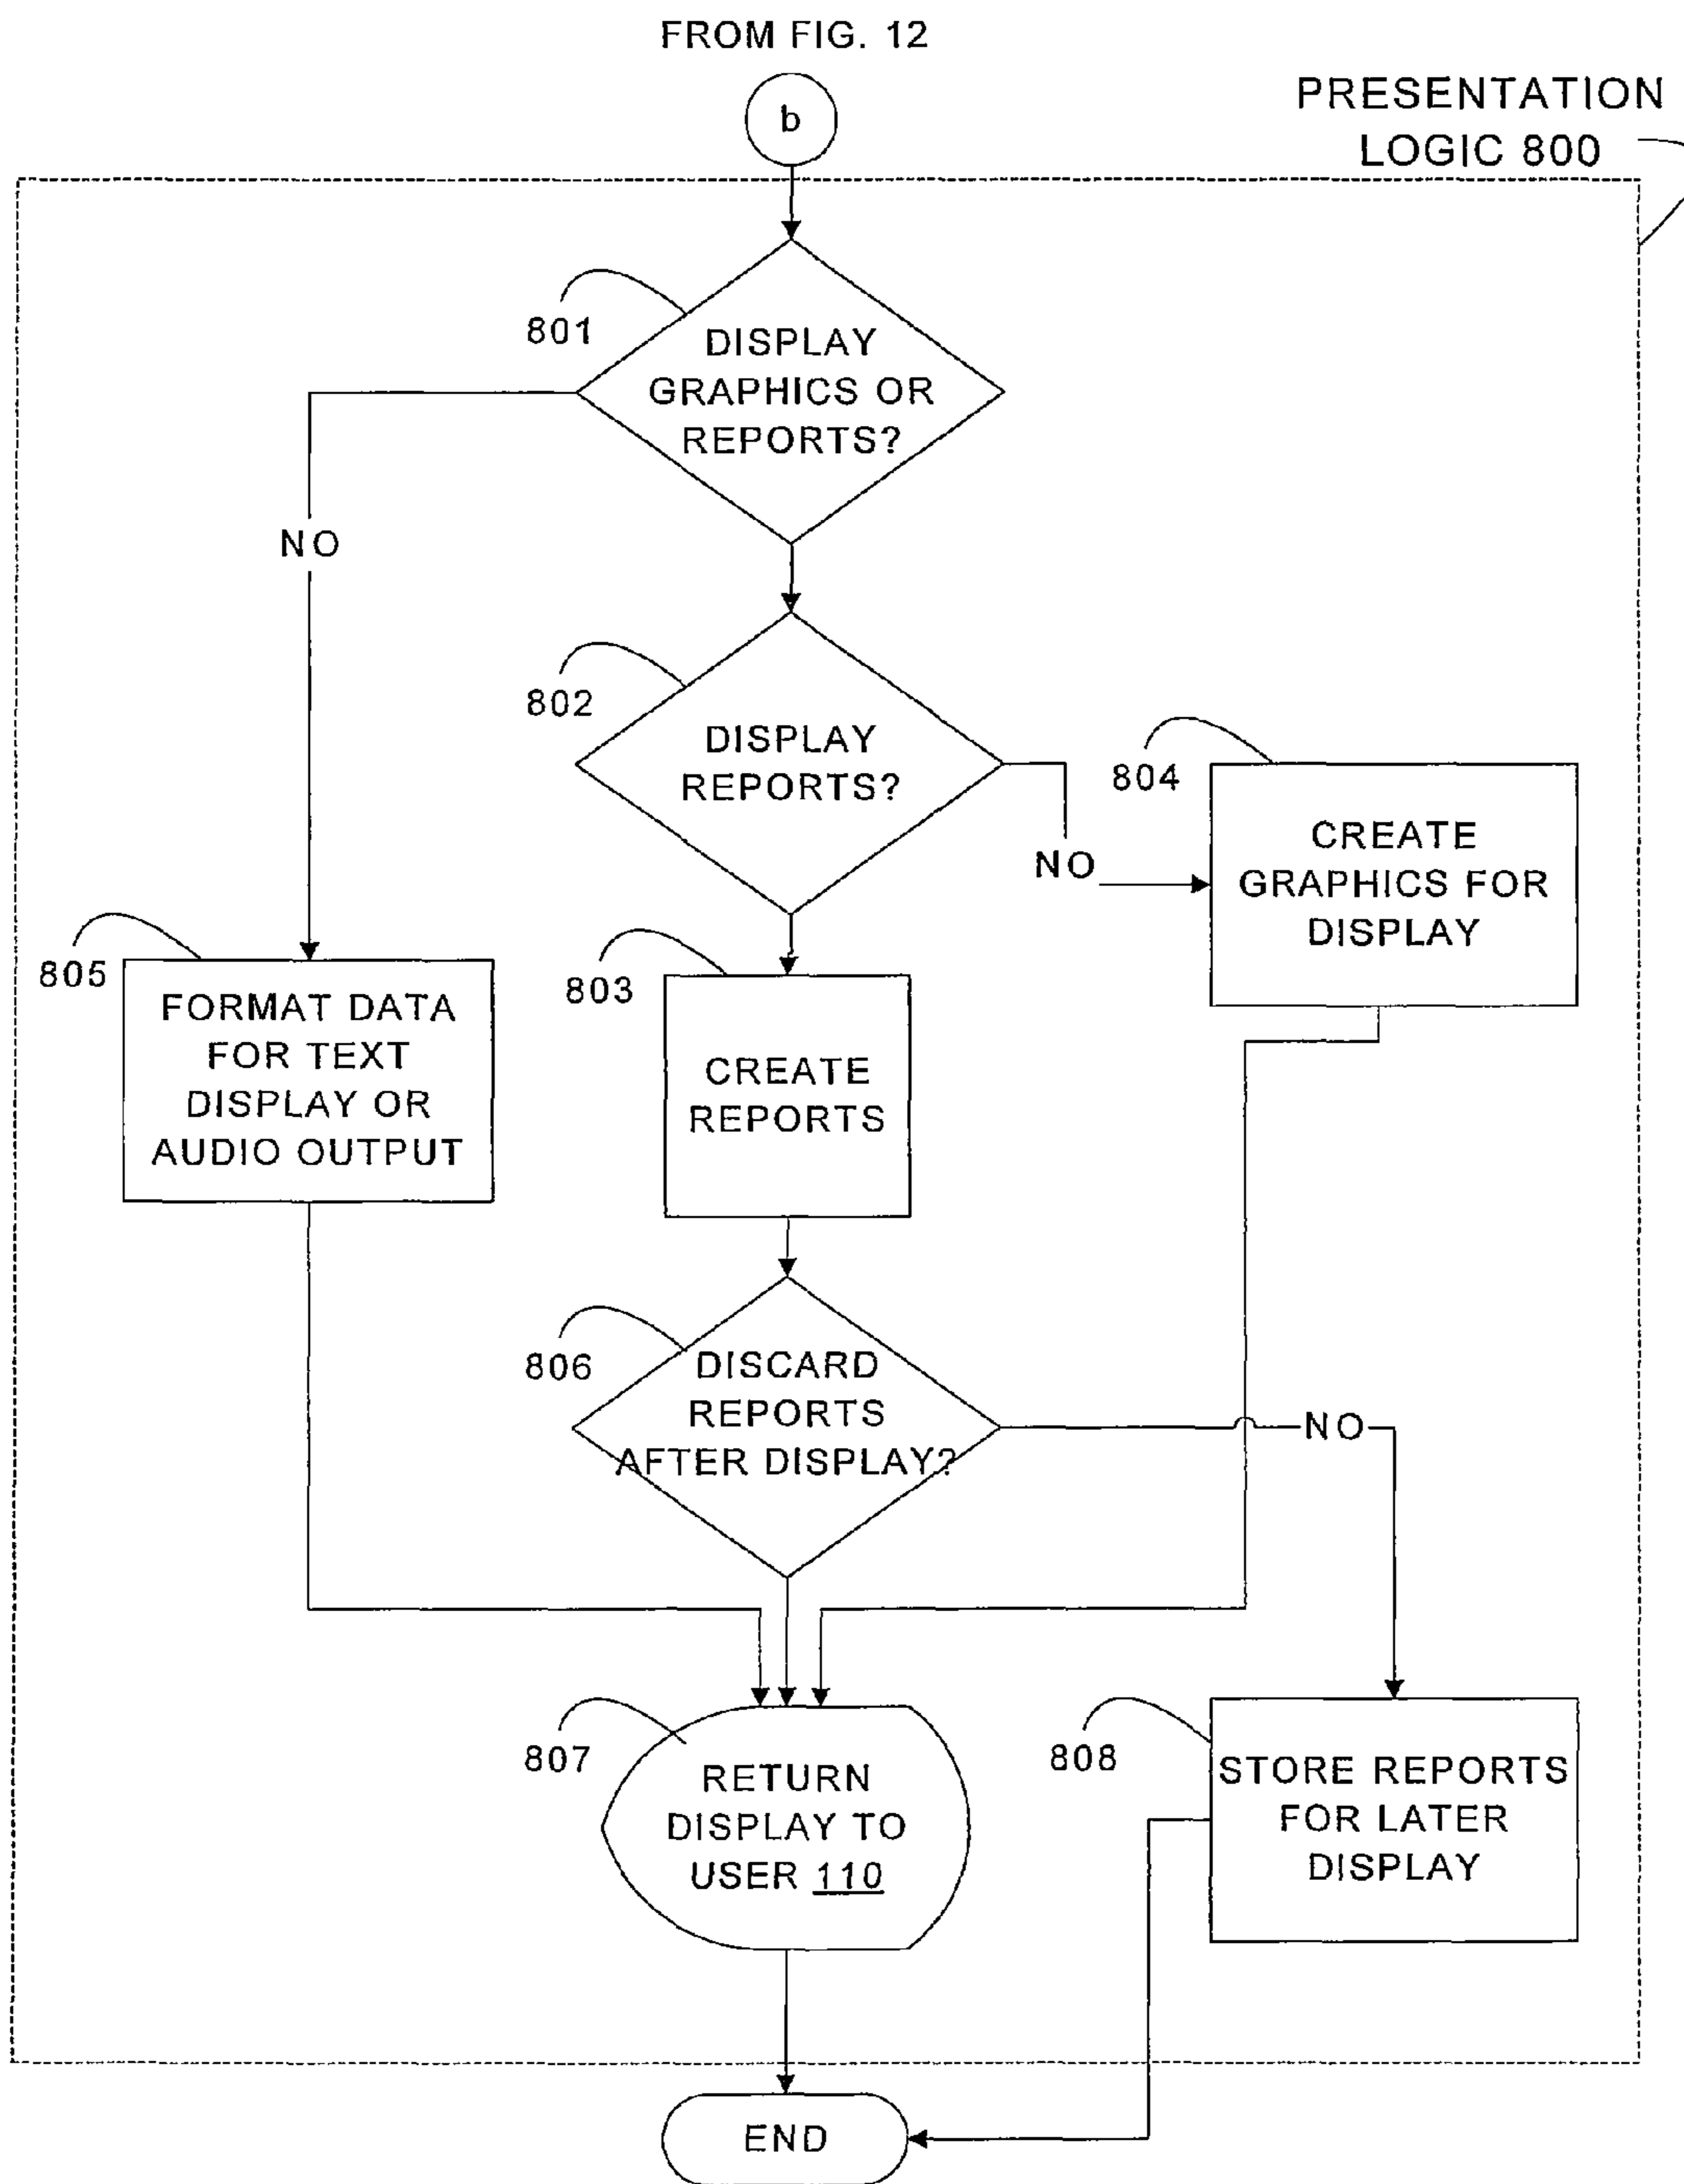 FROM FIG. 12
b
PRESENTATION
LOGIC 800
801
DISPLAY
GRAPHICS OR
REPORTS?
NO
802
DISPLAY
REPORTS?
NO
804
CREATE
GRAPHICS FOR
DISPLAY
805
FORMAT DATA
FOR TEXT
DISPLAY OR
AUDIO OUTPUT
803
CREATE
REPORTS
806
DISCARD
REPORTS
AFTER DISPLAY?
NO
807
RETURN
DISPLAY TO
USER 110
808
STORE REPORTS
FOR LATER
DISPLAY
END